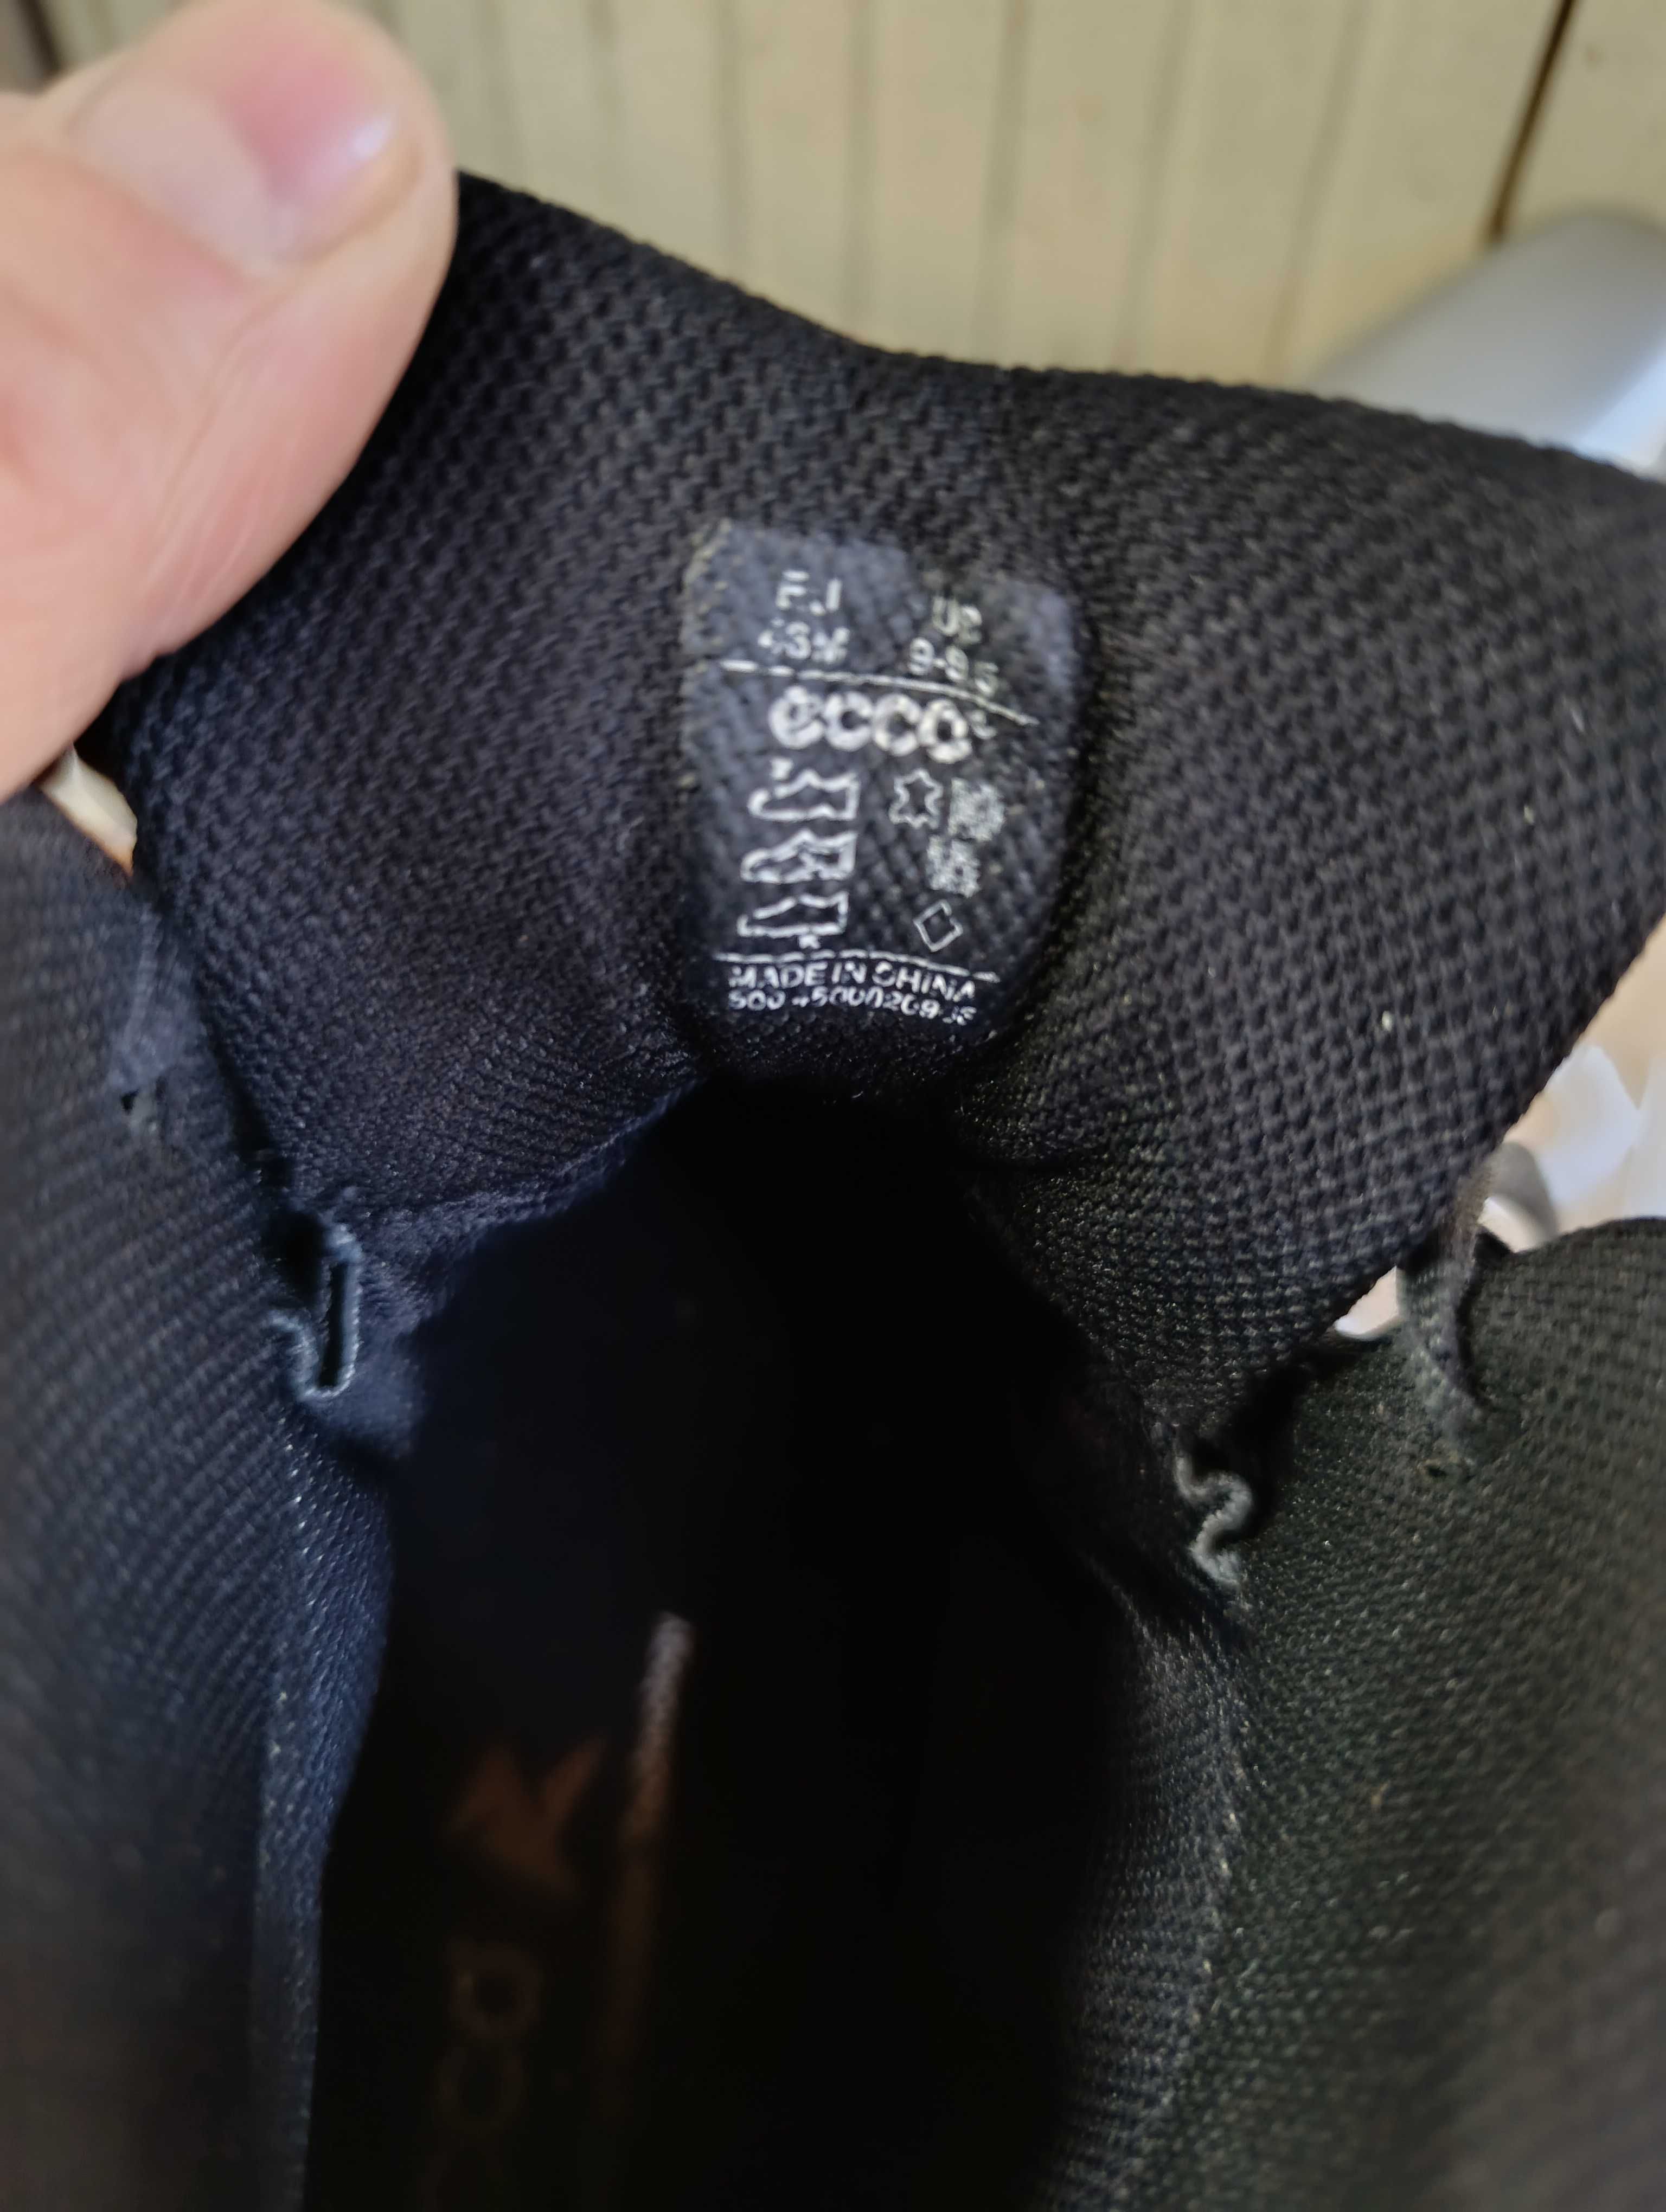 EU US
43M 9-9.5
ecco
MADE IN CHINA